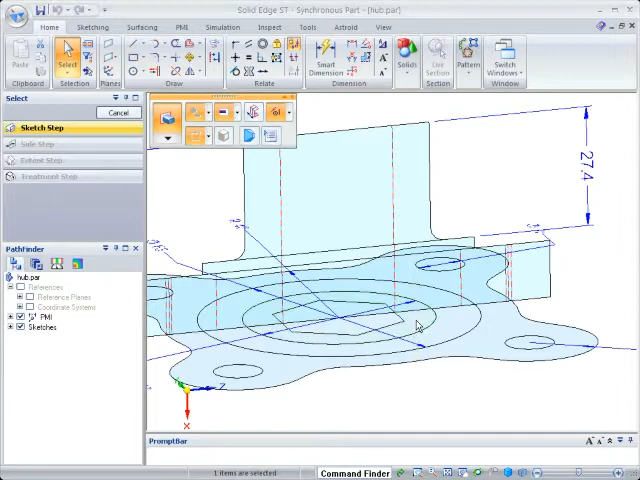 Solid Edge ST - Synchronous Part - [hub.par]
Home
Sketching
Surfacing
PMI
Simulation
Inspect
Tools
View
Paste
Select
Smart
Dimension
Solids
Live
Section
Pattern
Switch
Windows
Clipboard
Selection
Planes
Draw
Relate
Dimension
Section
Window
Select
Cancel
Sketch Step
Side Step
Extent Step
Treatment Step
27.4
PathFinder
hub.par
References
Reference Planes
Coordinate Systems
PMI
Sketches
Z
X
PromptBar
1 items are selected
Command Finder